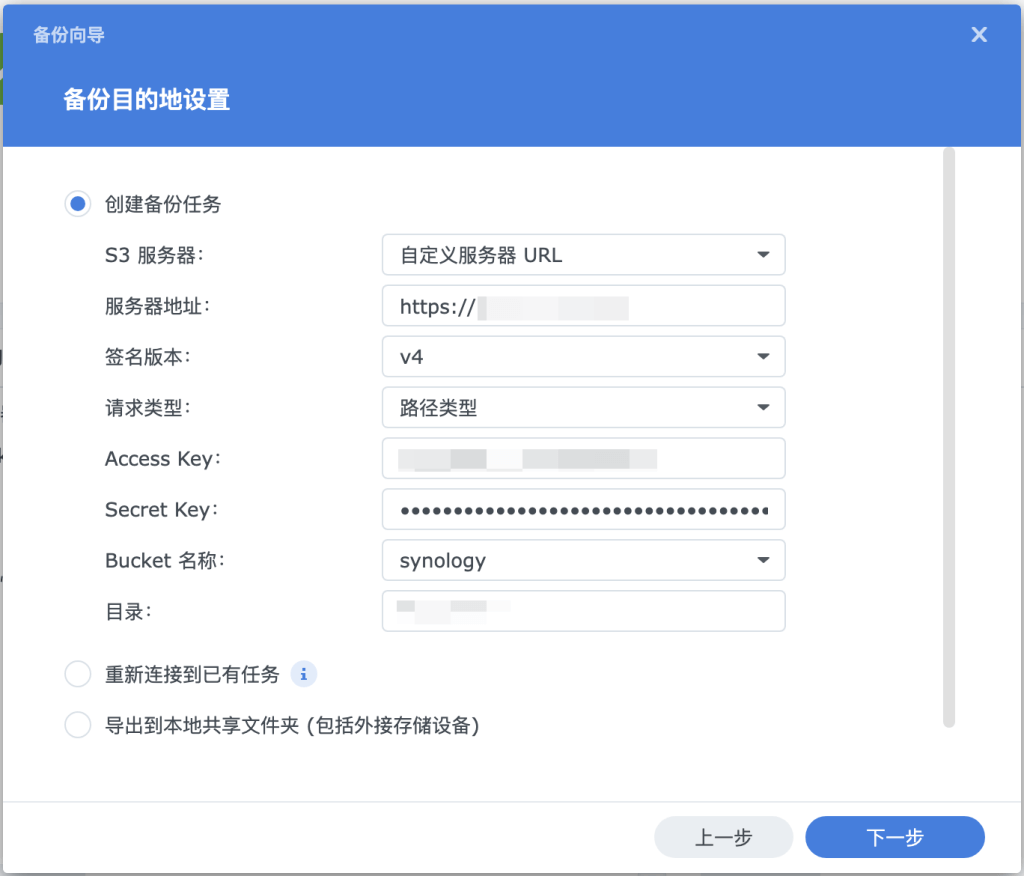 备份向导
X
备份目的地设置
创建备份任务
S3 服务器: 自定义服务器 URL
服务器地址: https://
签名版本: v4
请求类型: 路径类型
Access Key:
Secret Key: ••••••••••••••••••••••••••••••••••
Bucket 名称: synology
目录:
重新连接到已有任务 i
导出到本地共享文件夹 (包括外接存储设备)
上一步 下一步